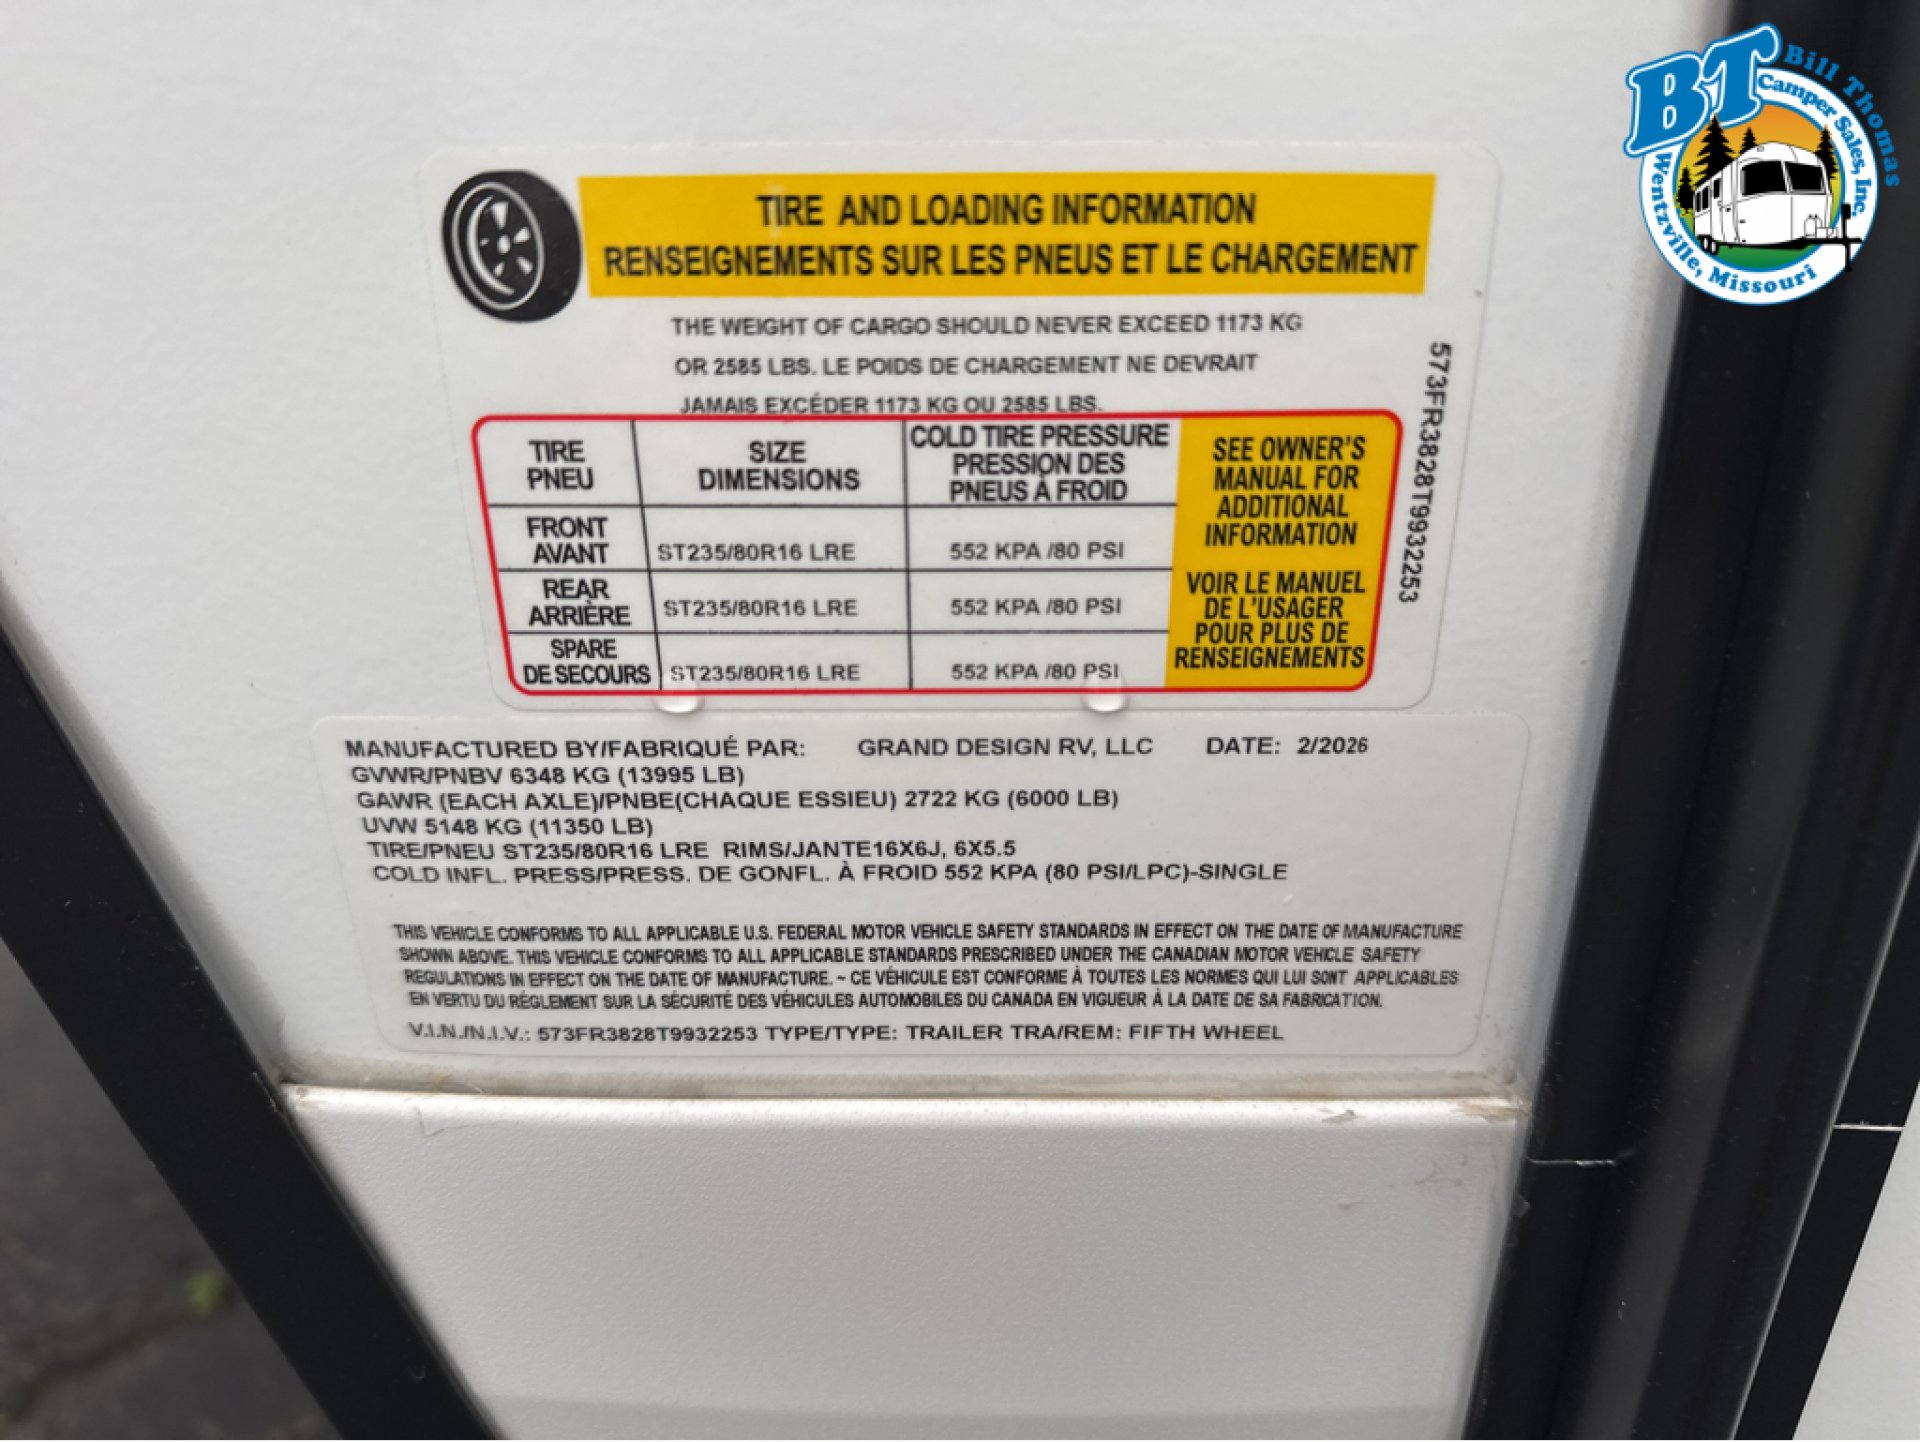 BT
Bill Thomas
Camper Sales, Inc.
Wentzville, Missouri
TIRE AND LOADING INFORMATION
RENSEIGNEMENTS SUR LES PNEUS ET LE CHARGEMENT
THE WEIGHT OF CARGO SHOULD NEVER EXCEED 1173 KG
OR 2585 LBS. LE POIDS DE CHARGEMENT NE DEVRAIT
JAMAIS EXCÉDER 1173 KG OU 2585 LBS.
573FR3828T9932253
TIRE
PNEU
SIZE
DIMENSIONS
COLD TIRE PRESSURE
PRESSION DES
PNEUS À FROID
FRONT
AVANT
ST235/80R16 LRE
552 KPA /80 PSI
REAR
ARRIÈRE
ST235/80R16 LRE
552 KPA /80 PSI
SPARE
DE SECOURS
ST235/80R16 LRE
552 KPA /80 PSI
SEE OWNER'S
MANUAL FOR
ADDITIONAL
INFORMATION
VOIR LE MANUEL
DE L'USAGER
POUR PLUS DE
RENSEIGNEMENTS
MANUFACTURED BY/FABRIQUÉ PAR: GRAND DESIGN RV, LLC DATE: 2/2026
GVWR/PNBV 6348 KG (13995 LB)
GAWR (EACH AXLE)/PNBE(CHAQUE ESSIEU) 2722 KG (6000 LB)
UVW 5148 KG (11350 LB)
TIRE/PNEU ST235/80R16 LRE RIMS/JANTE16X6J, 6X5.5
COLD INFL. PRESS/PRESS. DE GONFL. À FROID 552 KPA (80 PSI/LPC)-SINGLE
THIS VEHICLE CONFORMS TO ALL APPLICABLE U.S. FEDERAL MOTOR VEHICLE SAFETY STANDARDS IN EFFECT ON THE DATE OF MANUFACTURE
SHOWN ABOVE. THIS VEHICLE CONFORMS TO ALL APPLICABLE STANDARDS PRESCRIBED UNDER THE CANADIAN MOTOR VEHICLE SAFETY
REGULATIONS IN EFFECT ON THE DATE OF MANUFACTURE. ~ CE VÉHICULE EST CONFORME À TOUTES LES NORMES QUI LUI SONT APPLICABLES
EN VERTU DU RÉGLEMENT SUR LA SÉCURITÉ DES VÉHICULES AUTOMOBILES DU CANADA EN VIGUEUR À LA DATE DE SA FABRICATION.
V.I.N./N.I.V.: 573FR3828T9932253 TYPE/TYPE: TRAILER TRA/REM: FIFTH WHEEL